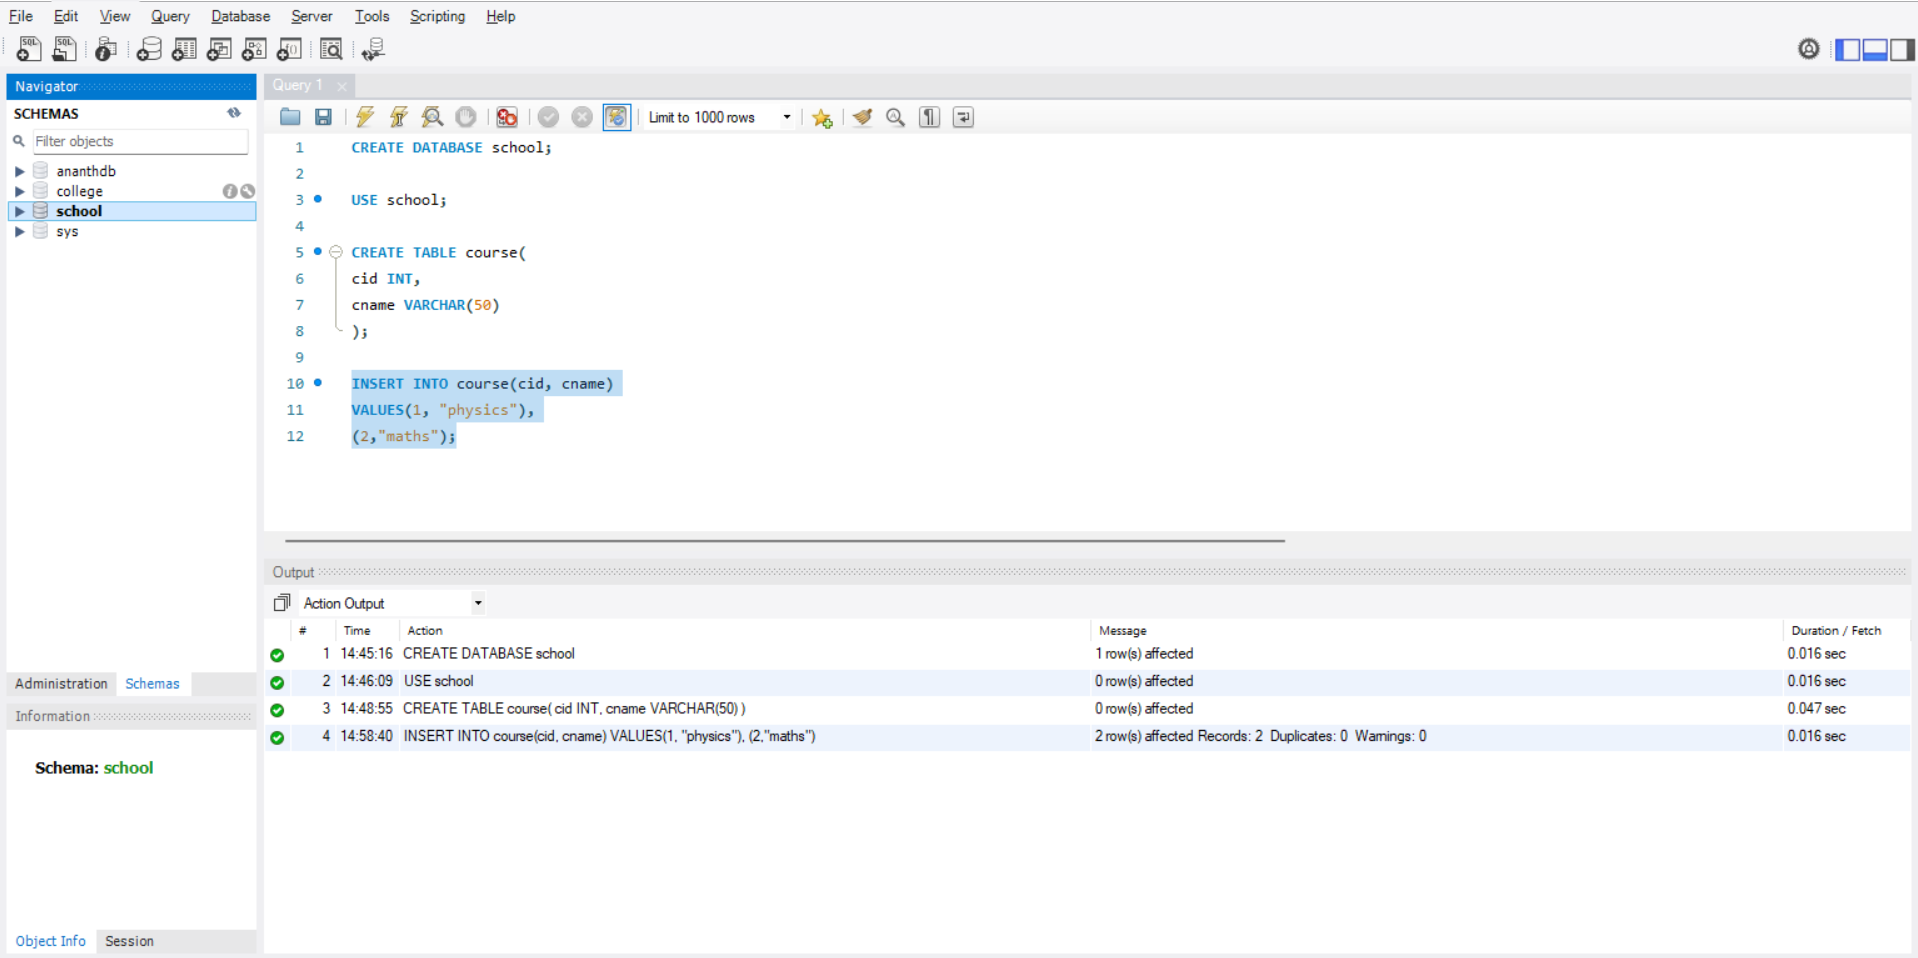 File Edit View Query Database Server Tools Scripting Help
SQL SQL
Navigator
SCHEMAS
Filter objects
ananthdb
college
school
sys
Administration Schemas
Information
Schema: school
Object Info Session
Query 1
Limit to 1000 rows
1 CREATE DATABASE school;
2
3 USE school;
4
5 CREATE TABLE course(
6 cid INT,
7 cname VARCHAR(50)
8 );
9
10 INSERT INTO course(cid, cname)
11 VALUES(1, "physics"),
12 (2,"maths");
Output
Action Output
# Time Action Message Duration / Fetch
1 14:45:16 CREATE DATABASE school 1 row(s) affected 0.016 sec
2 14:46:09 USE school 0 row(s) affected 0.016 sec
3 14:48:55 CREATE TABLE course( cid INT, cname VARCHAR(50) ) 0 row(s) affected 0.047 sec
4 14:58:40 INSERT INTO course(cid, cname) VALUES(1, "physics"), (2,"maths") 2 row(s) affected Records: 2 Duplicates: 0 Warnings: 0 0.016 sec